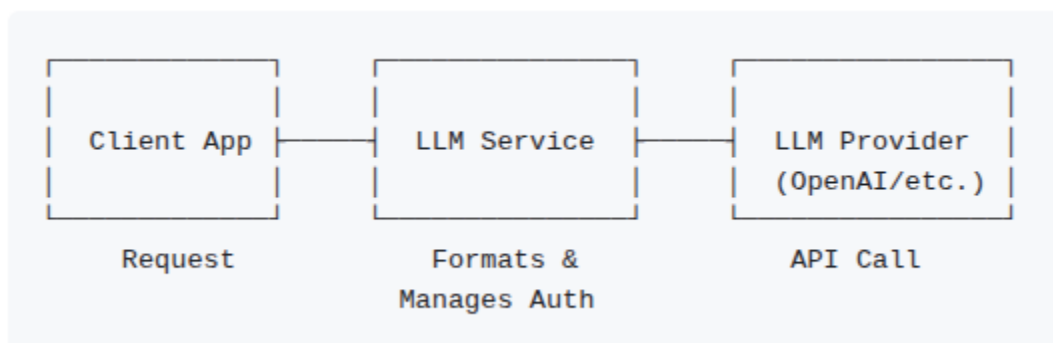 Client App LLM Service LLM Provider
(OpenAI/etc.)
Request Formats & API Call
Manages Auth